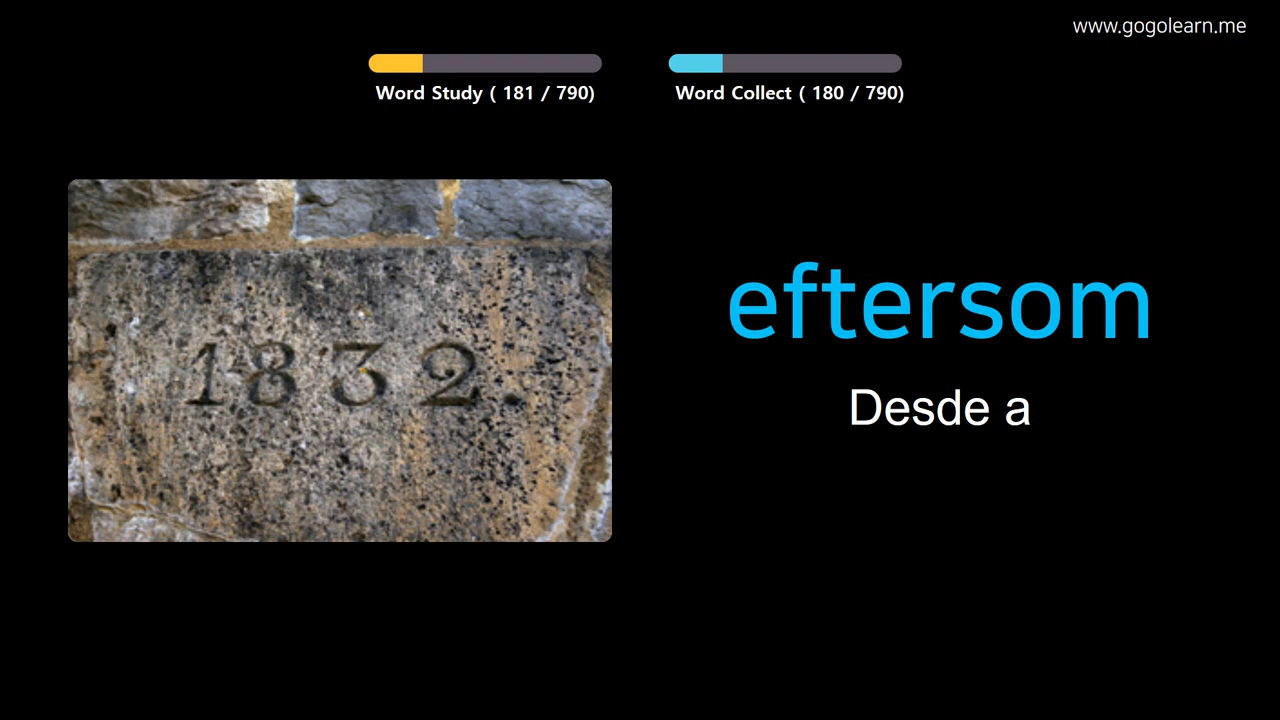 www.gogolearn.me
Word Study ( 181 / 790)
Word Collect ( 180 / 790)
1832.
eftersom
Desde a